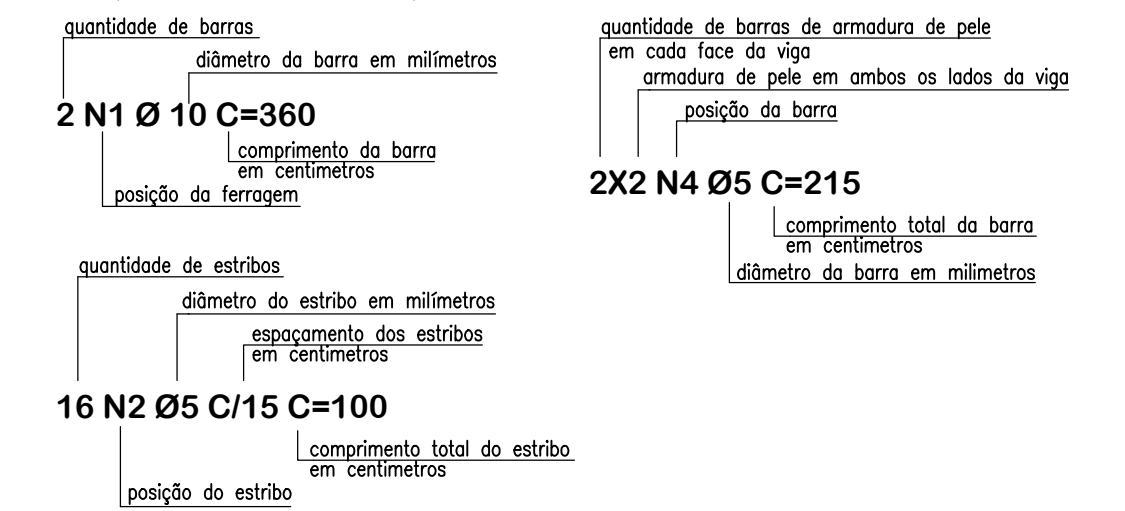 quantidade de barras
diâmetro da barra em milímetros
2 N1 Ø 10 C=360
comprimento da barra
em centimetros
posição da ferragem
quantidade de barras de armadura de pele
em cada face da viga
armadura de pele em ambos os lados da viga
posição da barra
2X2 N4 Ø5 C=215
comprimento total da barra
em centimetros
diâmetro da barra em milimetros
quantidade de estribos
diâmetro do estribo em milímetros
espaçamento dos estribos
em centimetros
16 N2 Ø5 C/15 C=100
comprimento total do estribo
em centimetros
posição do estribo